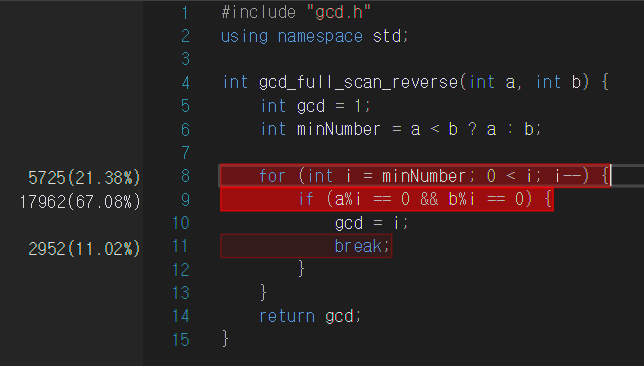 1 #include "gcd.h"
2 using namespace std;
3
4 int gcd_full_scan_reverse(int a, int b) {
5 int gcd = 1;
6 int minNumber = a < b ? a : b;
7
5725(21.38%) 8 for (int i = minNumber; 0 < i; i--) {
17962(67.08%) 9 if (a%i == 0 && b%i == 0) {
10 gcd = i;
2952(11.02%) 11 break;
12 }
13 }
14 return gcd;
15 }